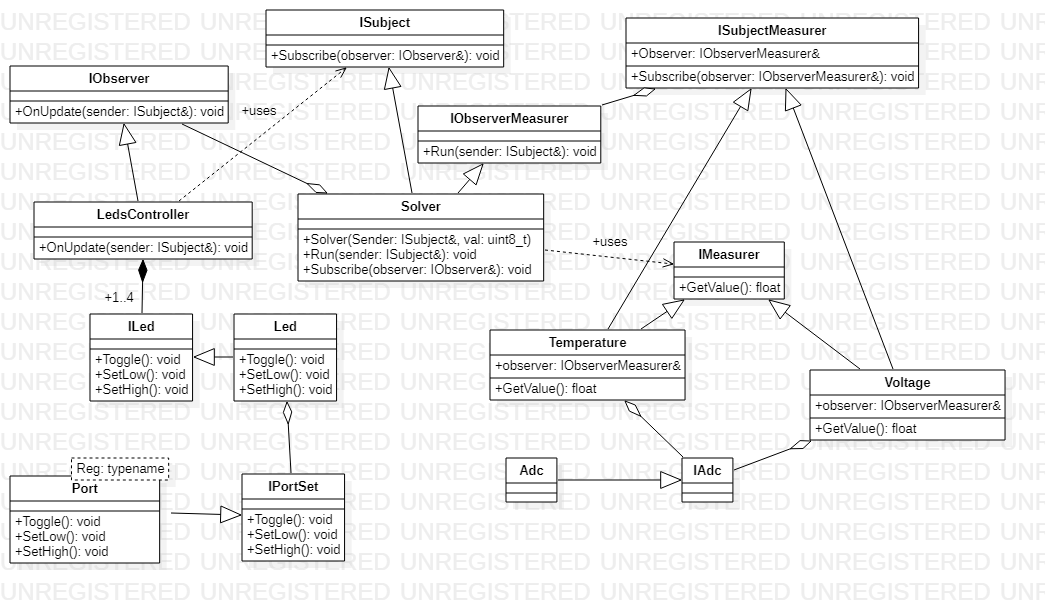 ISubject
+Subscribe(observer: IObserver&): void
ISubjectMeasurer
+Observer: IObserverMeasurer&
+Subscribe(observer: IObserverMeasurer&): void
IObserver
+OnUpdate(sender: ISubject&): void
+uses
IObserverMeasurer
+Run(sender: ISubject&): void
LedsController
+OnUpdate(sender: ISubject&): void
Solver
+Solver(Sender: ISubject&, val: uint8_t)
+Run(sender: ISubject&): void
+Subscribe(observer: IObserver&): void
+uses
IMeasurer
+GetValue(): float
+1..4
ILed
+Toggle(): void
+SetLow(): void
+SetHigh(): void
Led
+Toggle(): void
+SetLow(): void
+SetHigh(): void
Temperature
+observer: IObserverMeasurer&
+GetValue(): float
Voltage
+observer: IObserverMeasurer&
+GetValue(): float
Reg: typename
Port
+Toggle(): void
+SetLow(): void
+SetHigh(): void
IPortSet
+Toggle(): void
+SetLow(): void
+SetHigh(): void
Adc
IAdc
UNREGISTERED